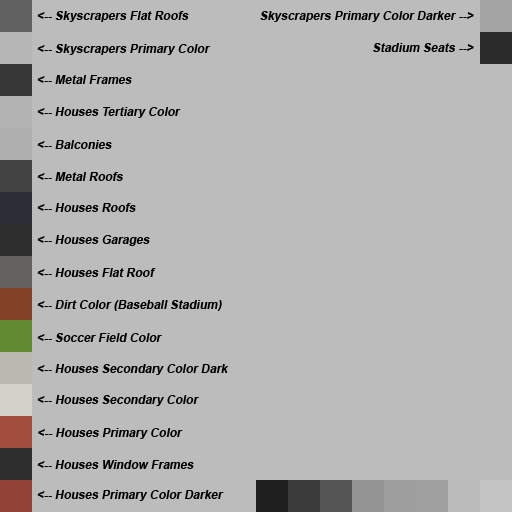 <-- Skyscrapers Flat Roofs
Skyscrapers Primary Color Darker -->
<-- Skyscrapers Primary Color
Stadium Seats -->
<-- Metal Frames
<-- Houses Tertiary Color
<-- Balconies
<-- Metal Roofs
<-- Houses Roofs
<-- Houses Garages
<-- Houses Flat Roof
<-- Dirt Color (Baseball Stadium)
<-- Soccer Field Color
<-- Houses Secondary Color Dark
<-- Houses Secondary Color
<-- Houses Primary Color
<-- Houses Window Frames
<-- Houses Primary Color Darker